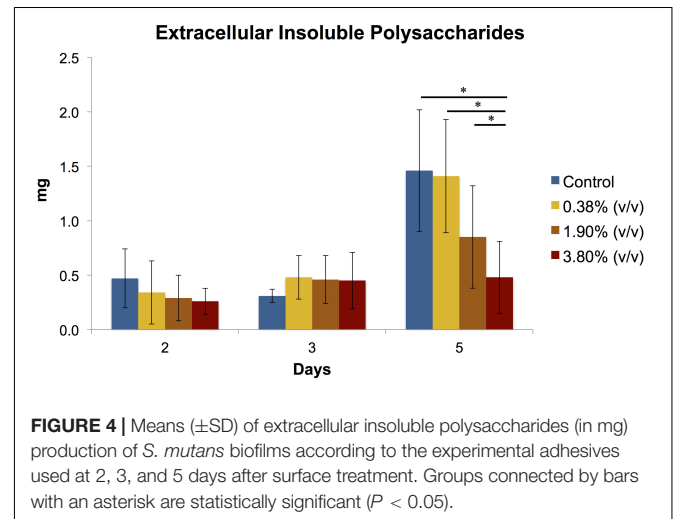 Extracellular Insoluble Polysaccharides
2.5
2.0
1.5
1.0
0.5
0.0
mg
* 
*
*
2 3 5
Days
Control
0.38% (v/v)
1.90% (v/v)
3.80% (v/v)
FIGURE 4 | Means (±SD) of extracellular insoluble polysaccharides (in mg)
production of S. mutans biofilms according to the experimental adhesives
used at 2, 3, and 5 days after surface treatment. Groups connected by bars
with an asterisk are statistically significant (P < 0.05).